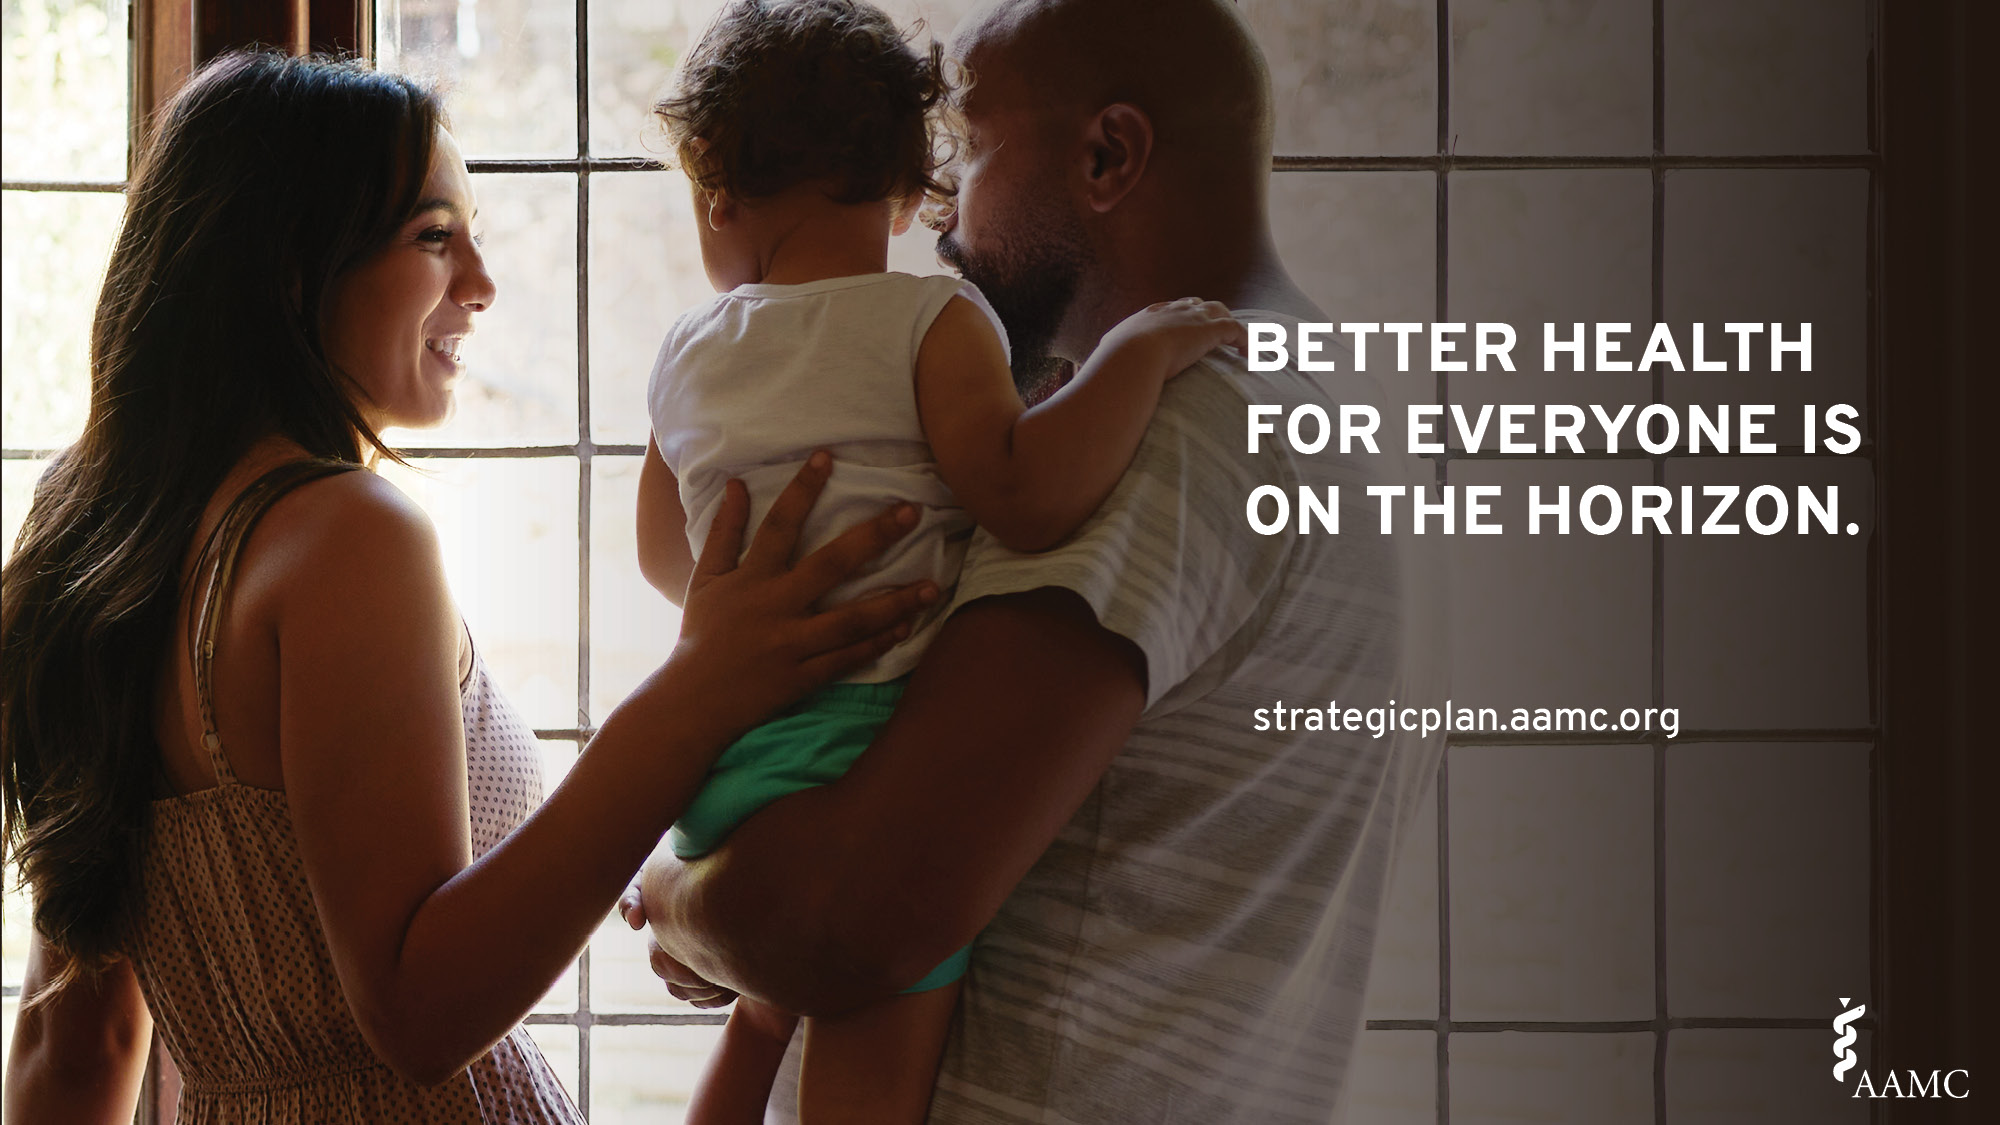 BETTER HEALTH
FOR EVERYONE IS
ON THE HORIZON.
strategicplan.aamc.org
AAMC